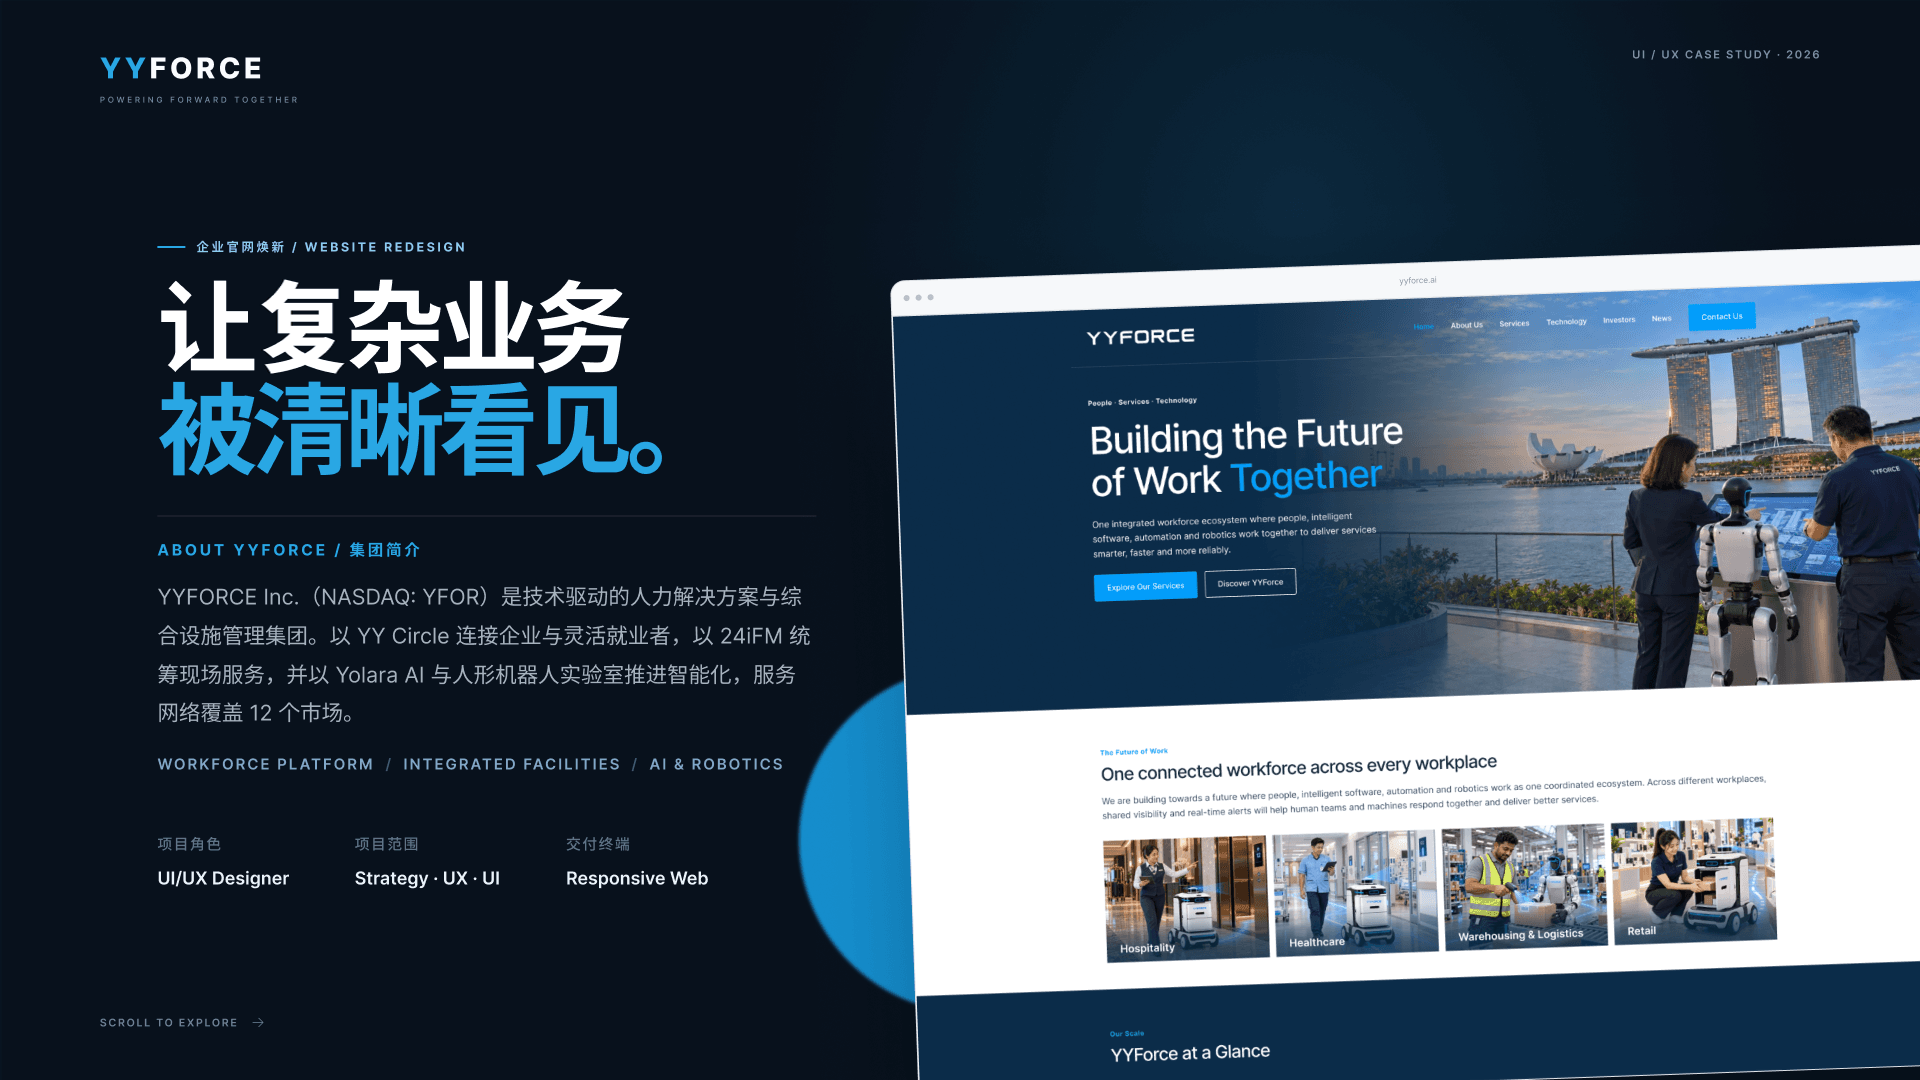 YYFORCE
POWERING FORWARD TOGETHER
UI / UX CASE STUDY · 2026
企业官网焕新 / WEBSITE REDESIGN
让复杂业务
被清晰看见。
ABOUT YYFORCE / 集团简介
YYFORCE Inc.（NASDAQ: YFOR）是技术驱动的人力解决方案与综
合设施管理集团。以 YY Circle 连接企业与灵活就业者，以 24iFM 统
筹现场服务，并以 Yolara AI 与人形机器人实验室推进智能化，服务
网络覆盖 12 个市场。
WORKFORCE PLATFORM / INTEGRATED FACILITIES / AI & ROBOTICS
项目角色
UI/UX Designer
项目范围
Strategy · UX · UI
交付终端
Responsive Web
SCROLL TO EXPLORE →
yyforce.ai
YYFORCE
Home About Us Services Technology Investors News Contact Us
People · Services · Technology
Building the Future
of Work Together
One integrated workforce ecosystem where people, intelligent
software, automation and robotics work together to deliver services
smarter, faster and more reliably.
Explore Our Services
Discover YYForce
YYFORCE
The Future of Work
One connected workforce across every workplace
We are building towards a future where people, intelligent software, automation and robotics work as one coordinated ecosystem. Across different workplaces,
shared visibility and real-time alerts will help human teams and machines respond together and deliver better services.
Hospitality
Healthcare
Warehousing & Logistics
Retail
Our Scale
YYForce at a Glance